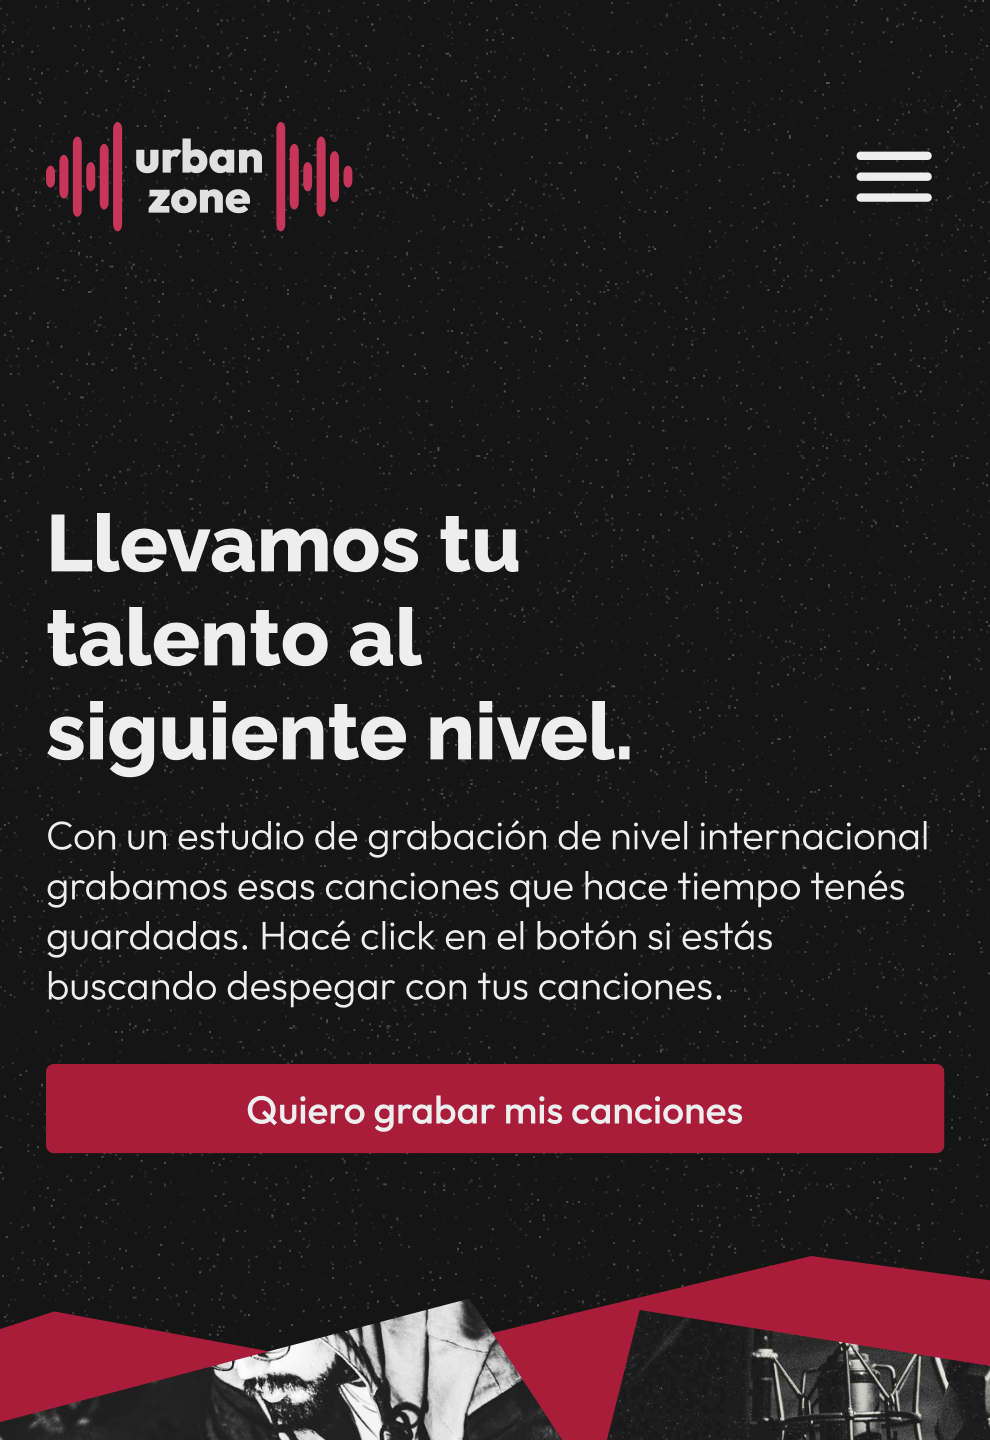 urban
zone
Llevamos tu
talento al
siguiente nivel.
Con un estudio de grabación de nivel internacional
grabamos esas canciones que hace tiempo tenés
guardadas. Hacé click en el botón si estás
buscando despegar con tus canciones.
Quiero grabar mis canciones